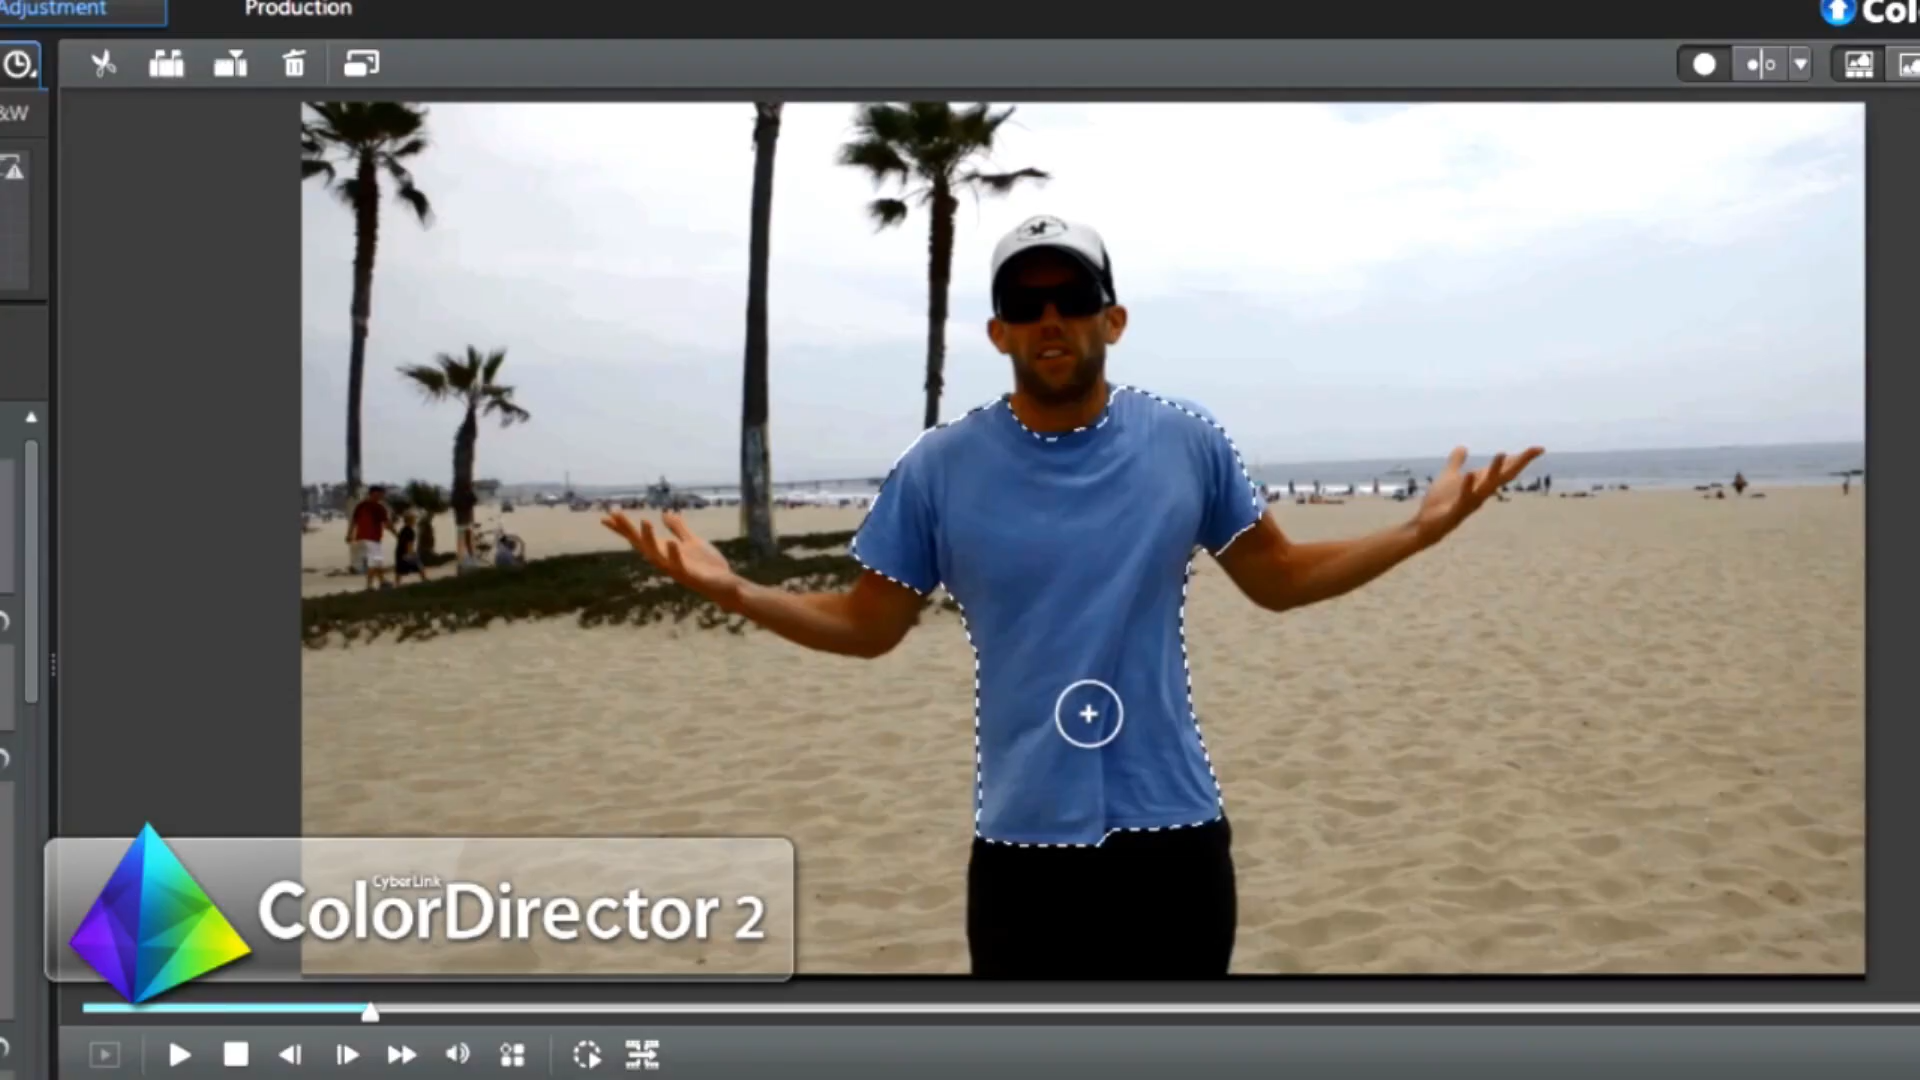 Adjustment
Production
Col
&W
CyberLink
ColorDirector 2